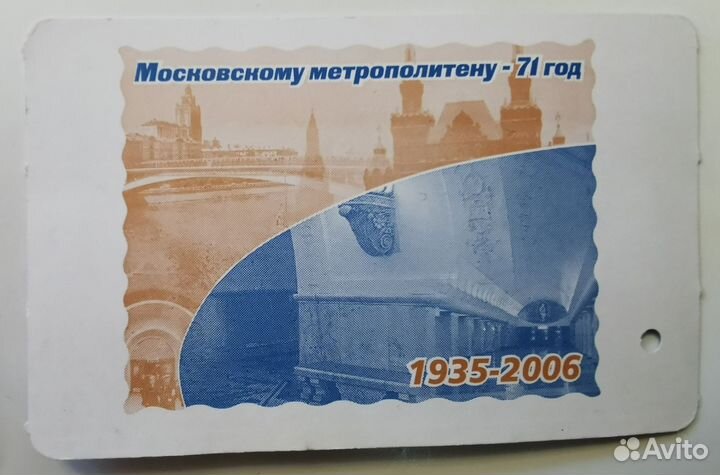 Московскому метрополитену - 71 год
1935-2006
Avito